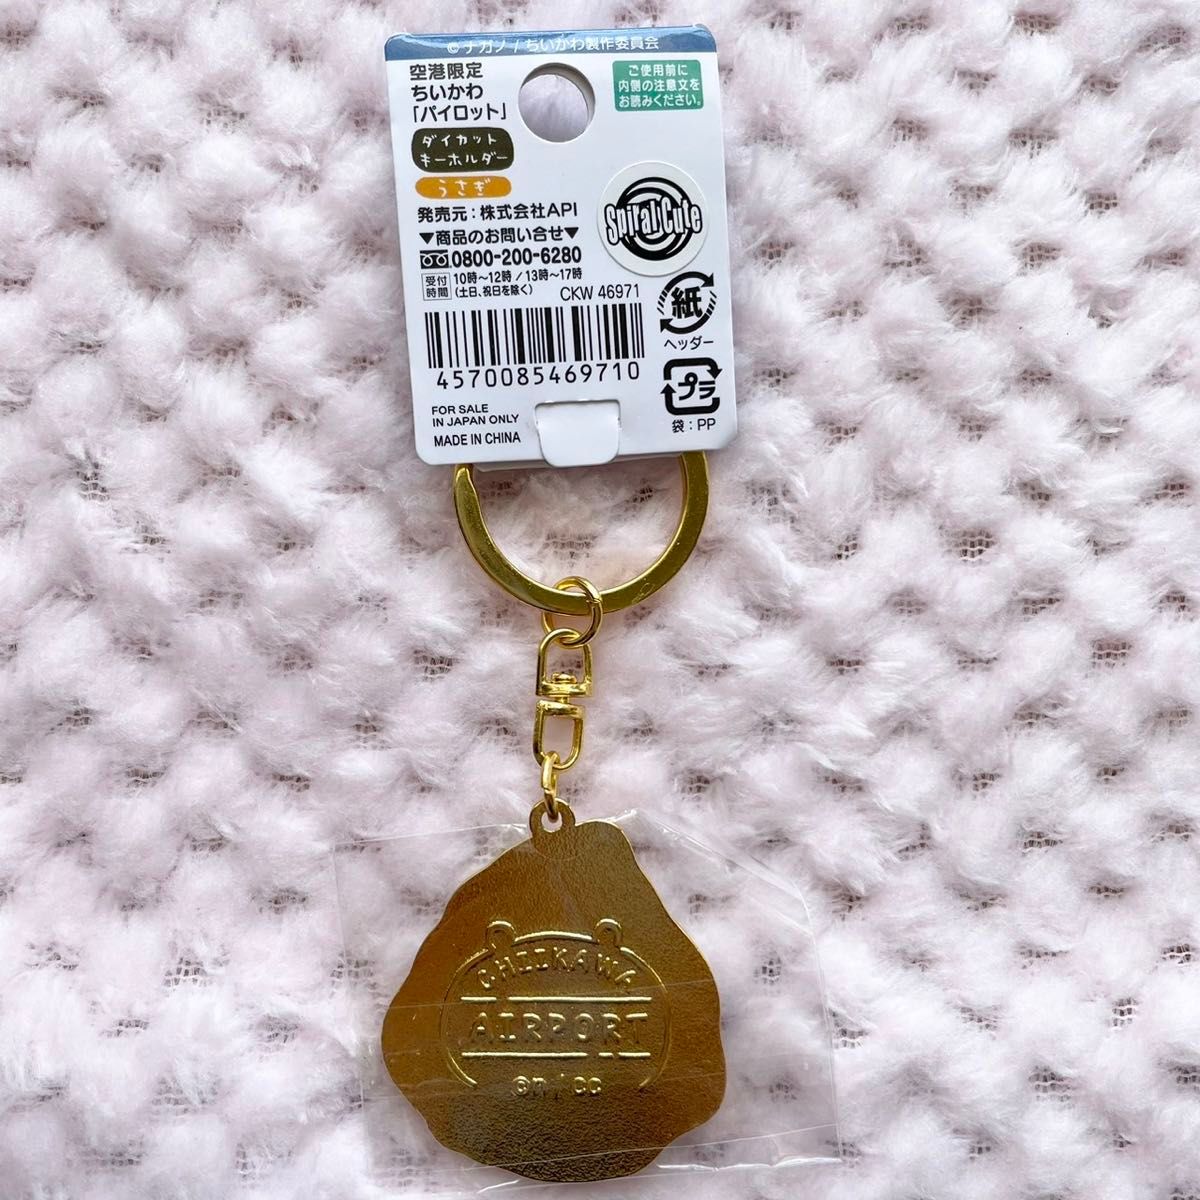 © ナガノ / ちいかわ製作委員会
空港限定
ちいかわ
「パイロット」
ご使用前に
内側の注意文を
お読みください。
ダイカット
キーホルダー
うさぎ
Spiral Cute
発売元：株式会社API
▼商品のお問い合せ▼
0800-200-6280
受付時間 10時～12時 / 13時～17時
(土日、祝日を除く)
CKW 46971
紙
ヘッダー
4570085469710
プラ
袋：PP
FOR SALE
IN JAPAN ONLY
MADE IN CHINA
CHIIKAWA
AIRPORT
©n / cc